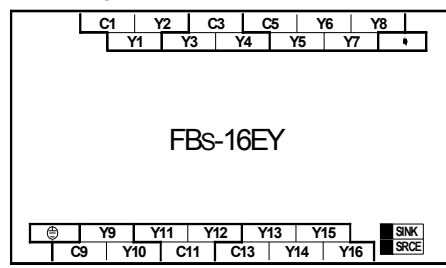 C1 Y2 C3 C5 Y6 Y8
Y1 Y3 Y4 Y5 Y7
FBs-16EY
Y9 Y11 Y12 Y13 Y15 SINK
C9 Y10 C11 C13 Y14 Y16 SRCE